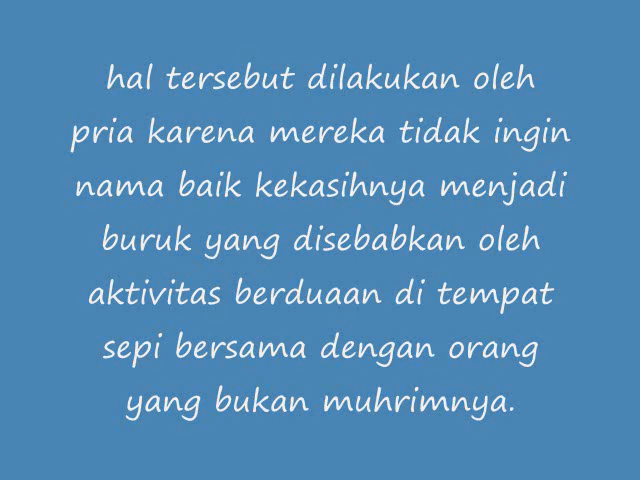 hal tersebut dilakukan oleh
pria karena mereka tidak ingin
nama baik kekasihnya menjadi
buruk yang disebabkan oleh
aktivitas berduaan di tempat
sepi bersama dengan orang
yang bukan muhrimnya.